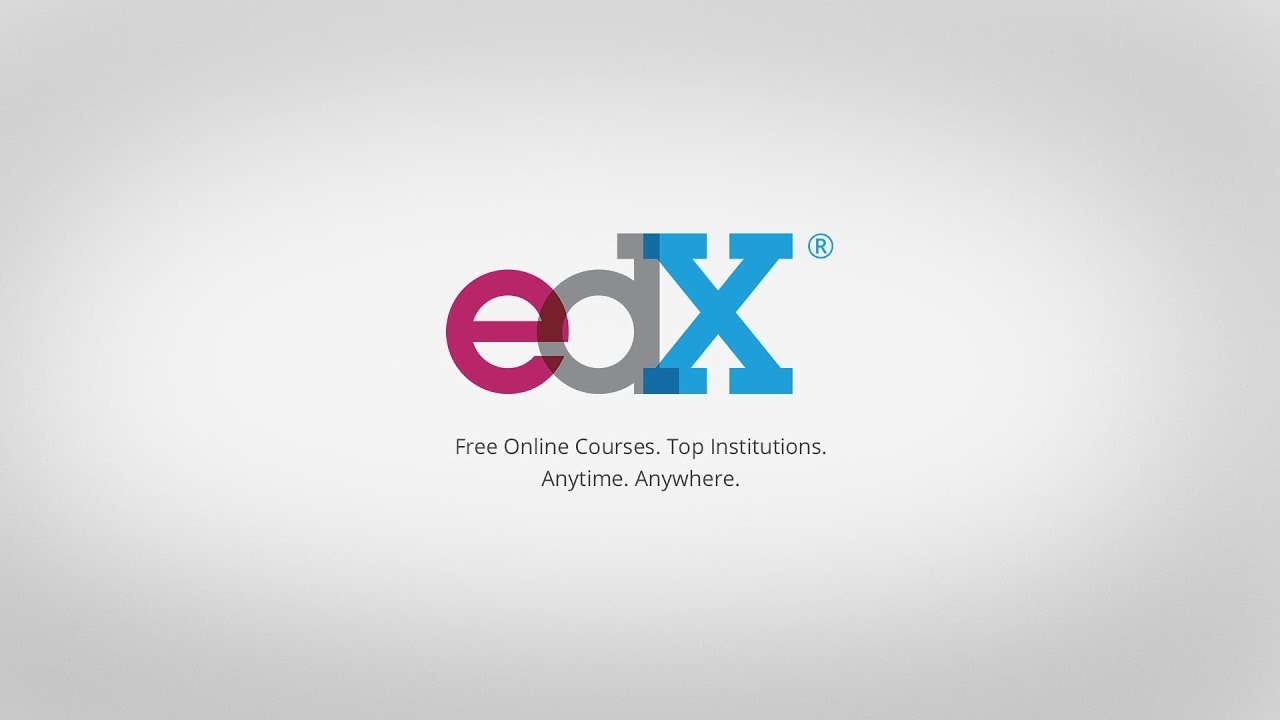 edX®
Free Online Courses. Top Institutions.
Anytime. Anywhere.